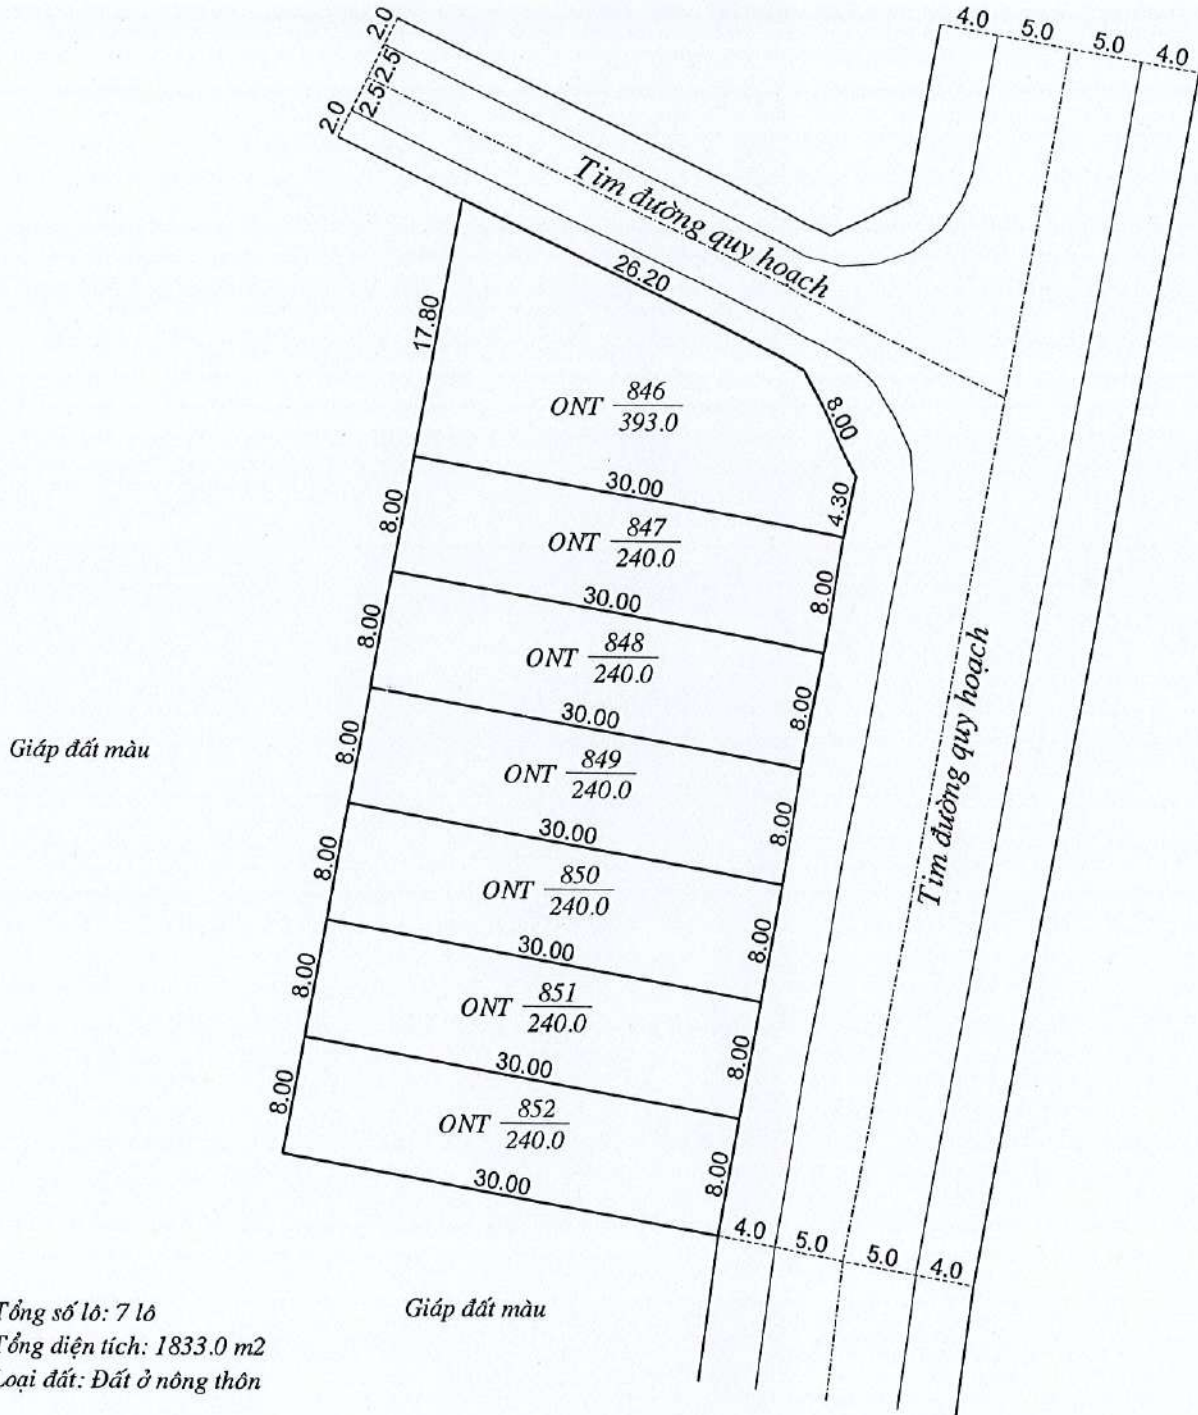 2.0
4.0 5.0 5.0 4.0
2.5
2.5
2.0
Tim đường quy hoạch
26.20
17.80
ONT 846
393.0
8.00
30.00
4.30
8.00
ONT 847
240.0
8.00
30.00
8.00
ONT 848
240.0
8.00
30.00
Tim đường quy hoạch
8.00
ONT 849
240.0
8.00
Giáp đất màu
30.00
8.00
ONT 850
240.0
8.00
30.00
8.00
ONT 851
240.0
8.00
30.00
8.00
ONT 852
240.0
8.00
30.00
4.0 5.0 5.0 4.0
Giáp đất màu
Tổng số lô: 7 lô
Tổng diện tích: 1833.0 m2
Loại đất: Đất ở nông thôn